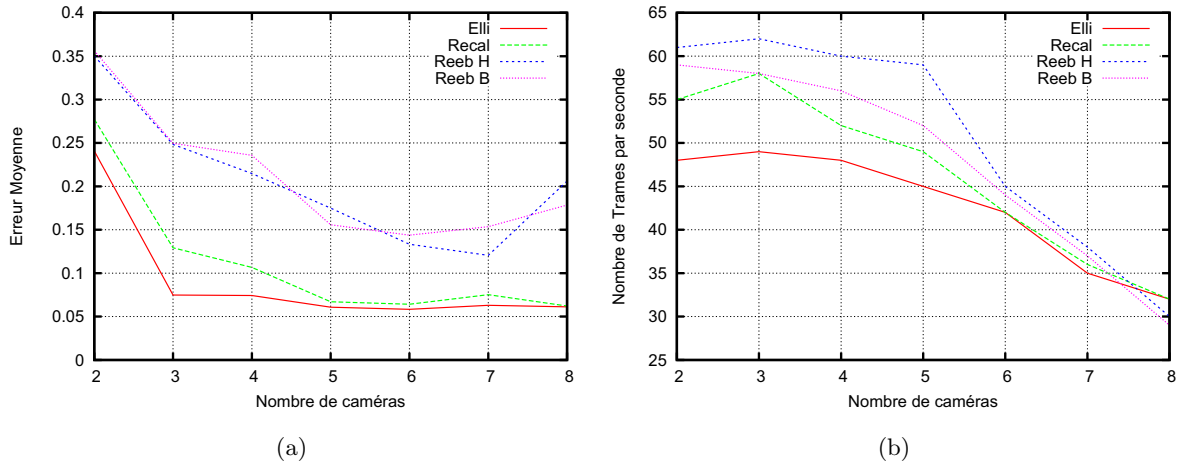 0.4
0.35
0.3
0.25
0.2
0.15
0.1
0.05
0
Erreur Moyenne
2 3 4 5 6 7 8
Nombre de caméras
Elli
Recal
Reeb H
Reeb B
(a)
65
60
55
50
45
40
35
30
25
Nombre de Trames par seconde
2 3 4 5 6 7 8
Nombre de caméras
Elli
Recal
Reeb H
Reeb B
(b)